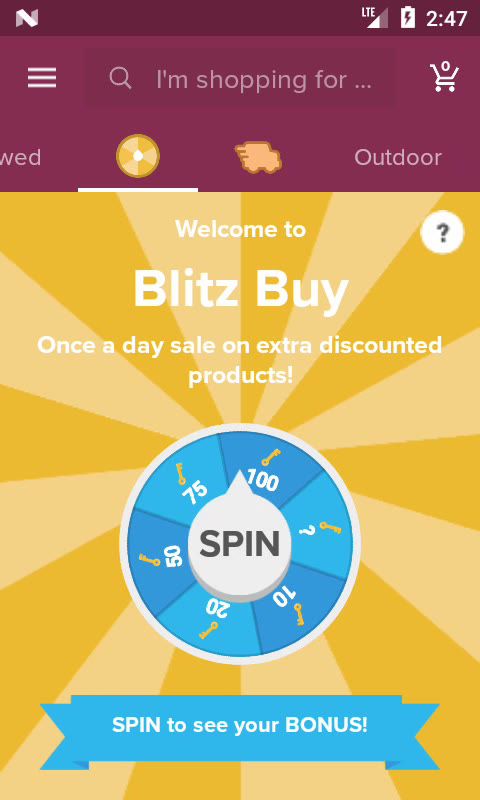 LTE
2:47
I'm shopping for ...
0
wed
Outdoor
Welcome to
?
Blitz Buy
Once a day sale on extra discounted
products!
100
75
?
SPIN
50
10
20
SPIN to see your BONUS!